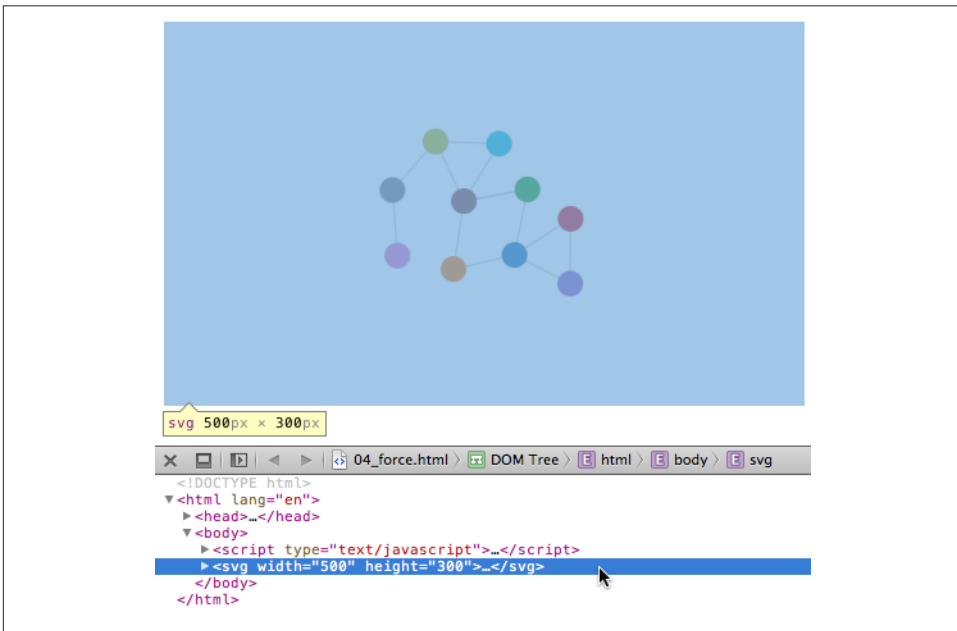 svg 500px × 300px
04_force.html DOM Tree E html E body E svg
<!DOCTYPE html>
▼<html lang="en">
▶<head>…</head>
▼<body>
▶<script type="text/javascript">…</script>
▶<svg width="500" height="300">…</svg>
</body>
</html>